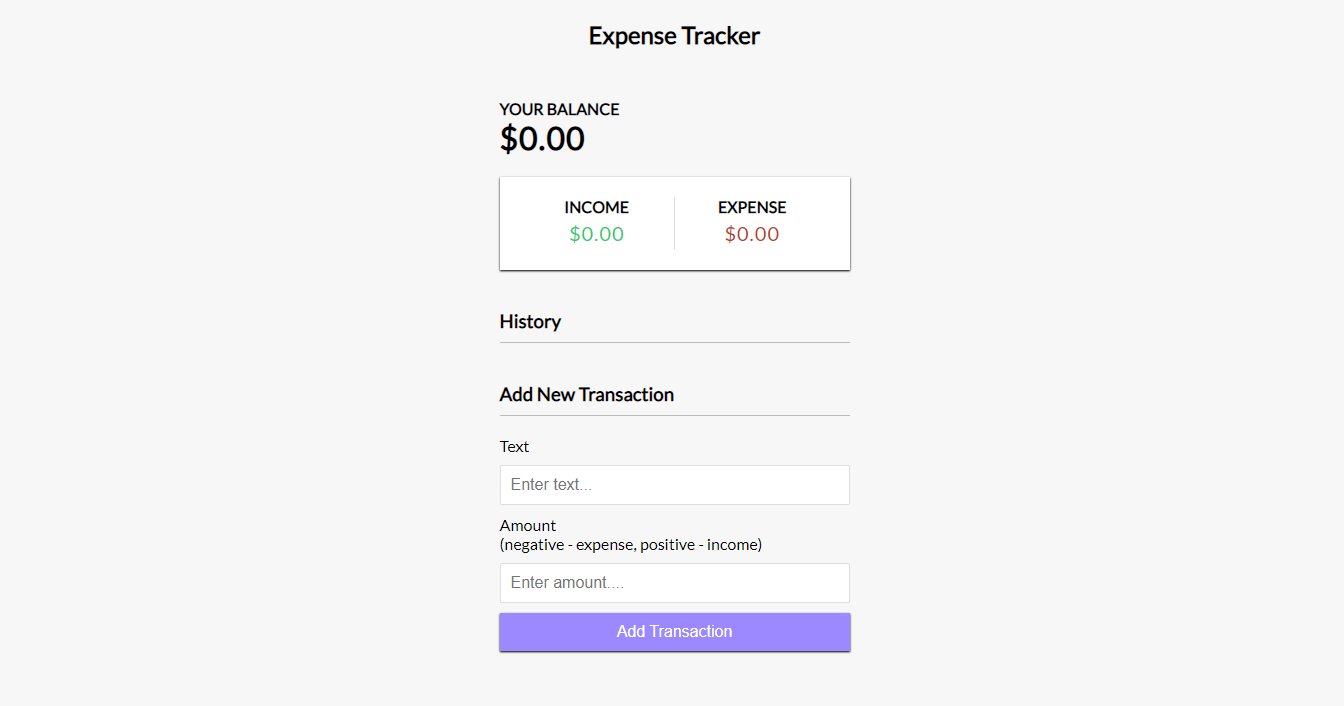 Expense Tracker
YOUR BALANCE
$0.00
INCOME EXPENSE
$0.00 $0.00
History
Add New Transaction
Text
Enter text...
Amount
(negative - expense, positive - income)
Enter amount....
Add Transaction